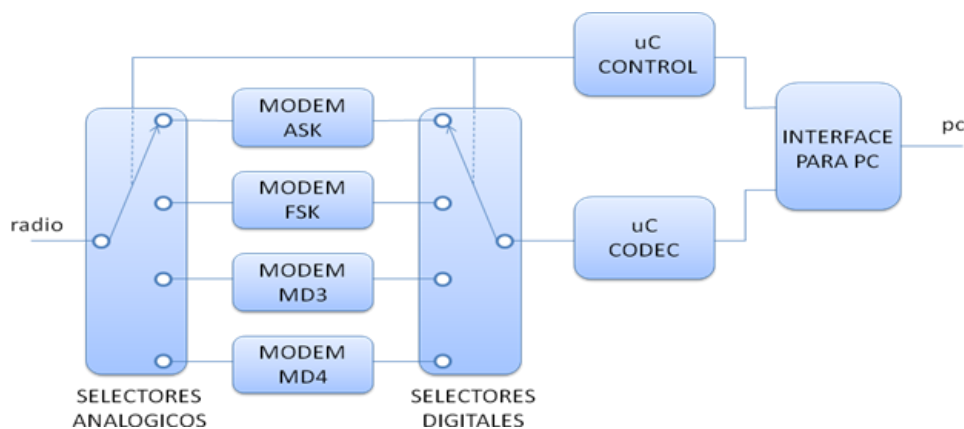 uC
CONTROL
MODEM
ASK
INTERFACE
PARA PC
pc
MODEM
FSK
radio
uC
CODEC
MODEM
MD3
MODEM
MD4
SELECTORES
ANALOGICOS
SELECTORES
DIGITALES